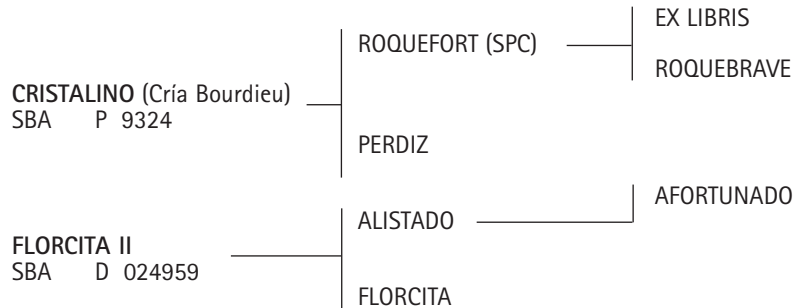 EX LIBRIS
ROQUEFORT (SPC)
ROQUEBRAVE
CRISTALINO (Cría Bourdieu)
SBA P 9324
PERDIZ
AFORTUNADO
ALISTADO
FLORCITA II
SBA D 024959
FLORCITA